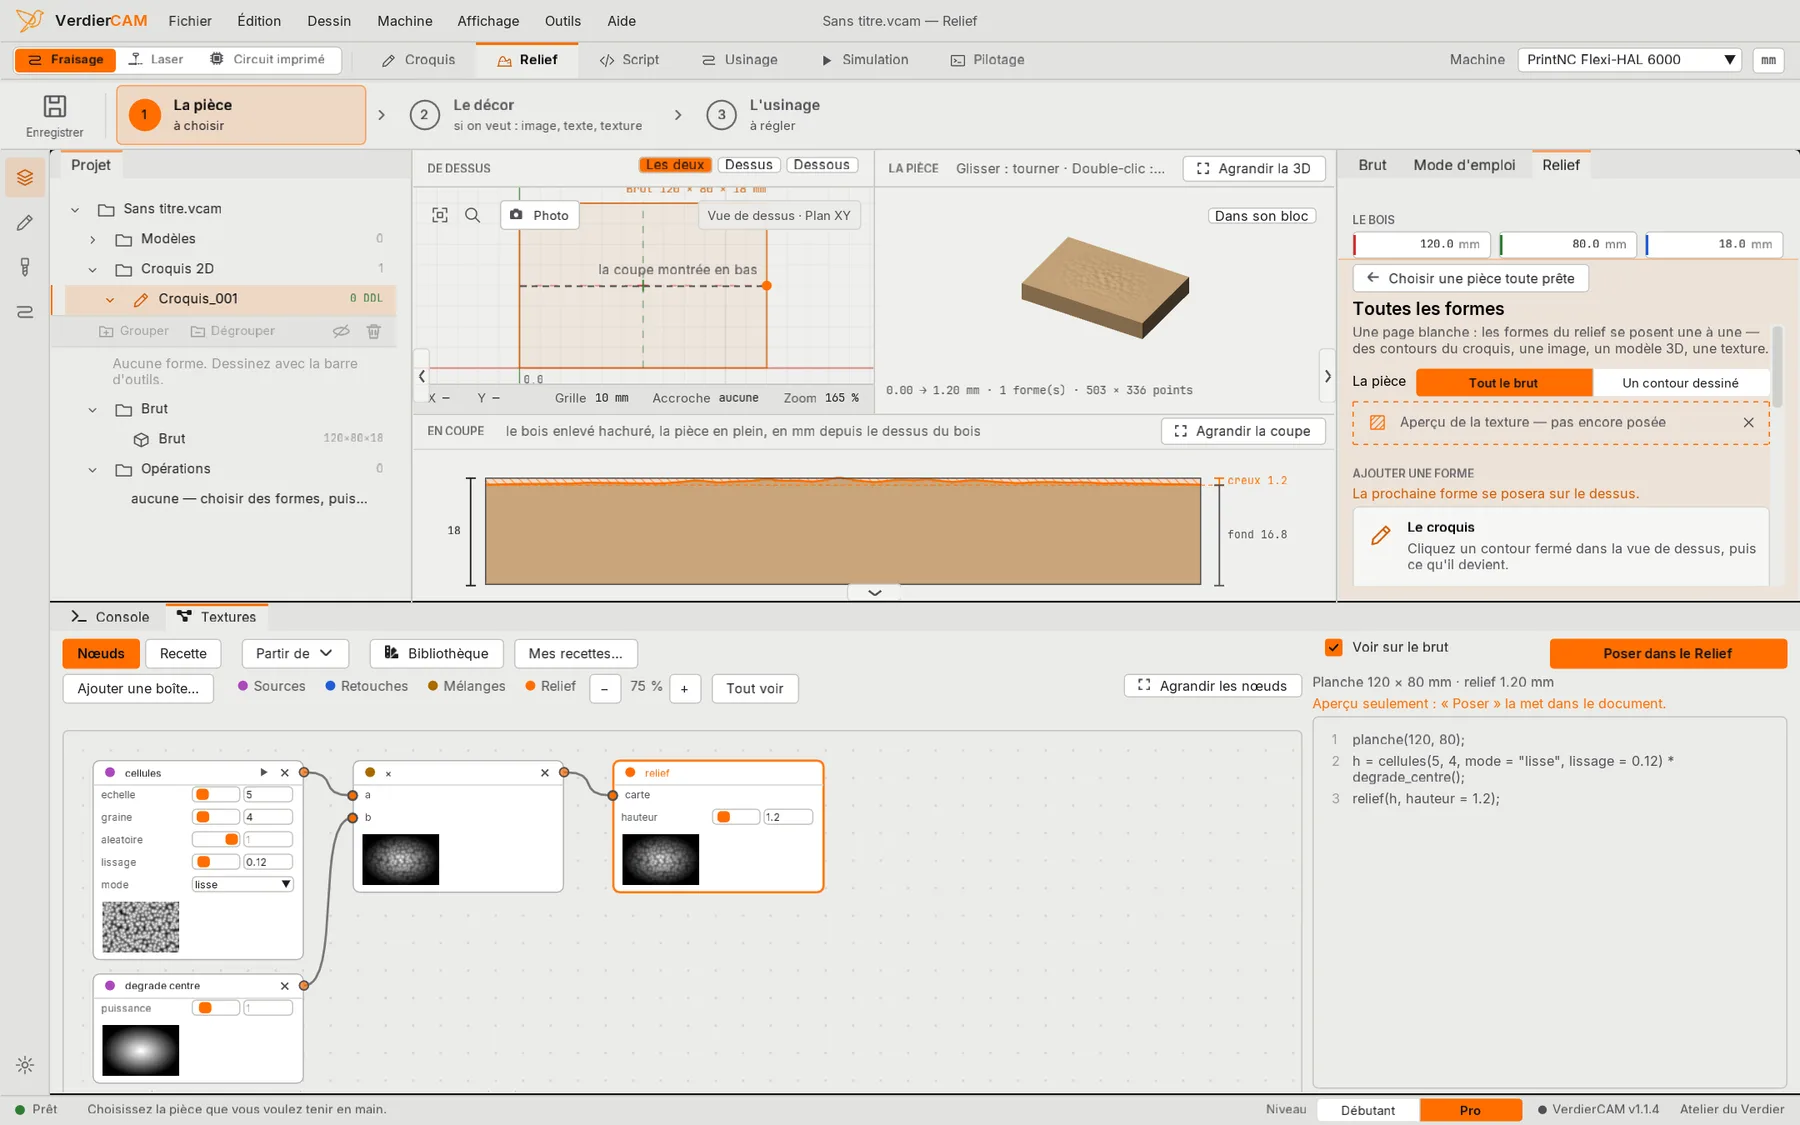 VerdierCAM
Fichier
Édition
Dessin
Machine
Affichage
Outils
Aide
Sans titre.vcam — Relief
Fraisage
Laser
Circuit imprimé
Croquis
Relief
Script
Usinage
Simulation
Pilotage
Machine
PrintNC Flexi-HAL 6000
mm
Enregistrer
1
La pièce
à choisir
2
Le décor
si on veut : image, texte, texture
3
L'usinage
à régler
Projet
Sans titre.vcam
Modèles
0
Croquis 2D
1
Croquis_001
0 DDL
Grouper
Dégrouper
Aucune forme. Dessinez avec la barre
d'outils.
Brut
Brut
120×80×18
Opérations
0
aucune — choisir des formes, puis...
DE DESSUS
Les deux
Dessus
Dessous
Brut 120 × 80 × 18 mm
Photo
Vue de dessus · Plan XY
la coupe montrée en bas
0,0
X —
Y —
Grille 10 mm
Accroche aucune
Zoom 165 %
LA PIÈCE
Glisser : tourner · Double-clic :...
Agrandir la 3D
Dans son bloc
0.00 → 1.20 mm · 1 forme(s) · 503 × 336 points
EN COUPE
le bois enlevé hachuré, la pièce en plein, en mm depuis le dessus du bois
Agrandir la coupe
18
creux 1.2
fond 16.8
Brut
Mode d'emploi
Relief
LE BOIS
120.0 mm
80.0 mm
18.0 mm
Choisir une pièce toute prête
Toutes les formes
Une page blanche : les formes du relief se posent une à une —
des contours du croquis, une image, un modèle 3D, une texture.
La pièce
Tout le brut
Un contour dessiné
Aperçu de la texture — pas encore posée
AJOUTER UNE FORME
La prochaine forme se posera sur le dessus.
Le croquis
Cliquez un contour fermé dans la vue de dessus, puis
ce qu'il devient.
Console
Textures
Nœuds
Recette
Partir de
Bibliothèque
Mes recettes...
Ajouter une boîte...
Sources
Retouches
Mélanges
Relief
–
75 %
+
Tout voir
Agrandir les nœuds
Voir sur le brut
Poser dans le Relief
Planche 120 × 80 mm · relief 1.20 mm
Aperçu seulement : « Poser » la met dans le document.
cellules
echelle
5
graine
4
aleatoire
1
lissage
0.12
mode
lisse
degrade centre
puissance
1
×
a
b
relief
carte
hauteur
1.2
1 planche(120, 80);
2 h = cellules(5, 4, mode = "lisse", lissage = 0.12) *
degrade_centre();
3 relief(h, hauteur = 1.2);
Prêt
Choisissez la pièce que vous voulez tenir en main.
Niveau
Débutant
Pro
VerdierCAM v1.1.4
Atelier du Verdier